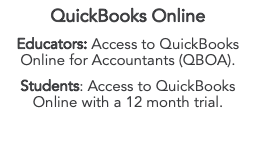 QuickBooks Online
Educators: Access to QuickBooks
Online for Accountants (QBOA).
Students: Access to QuickBooks
Online with a 12 month trial.